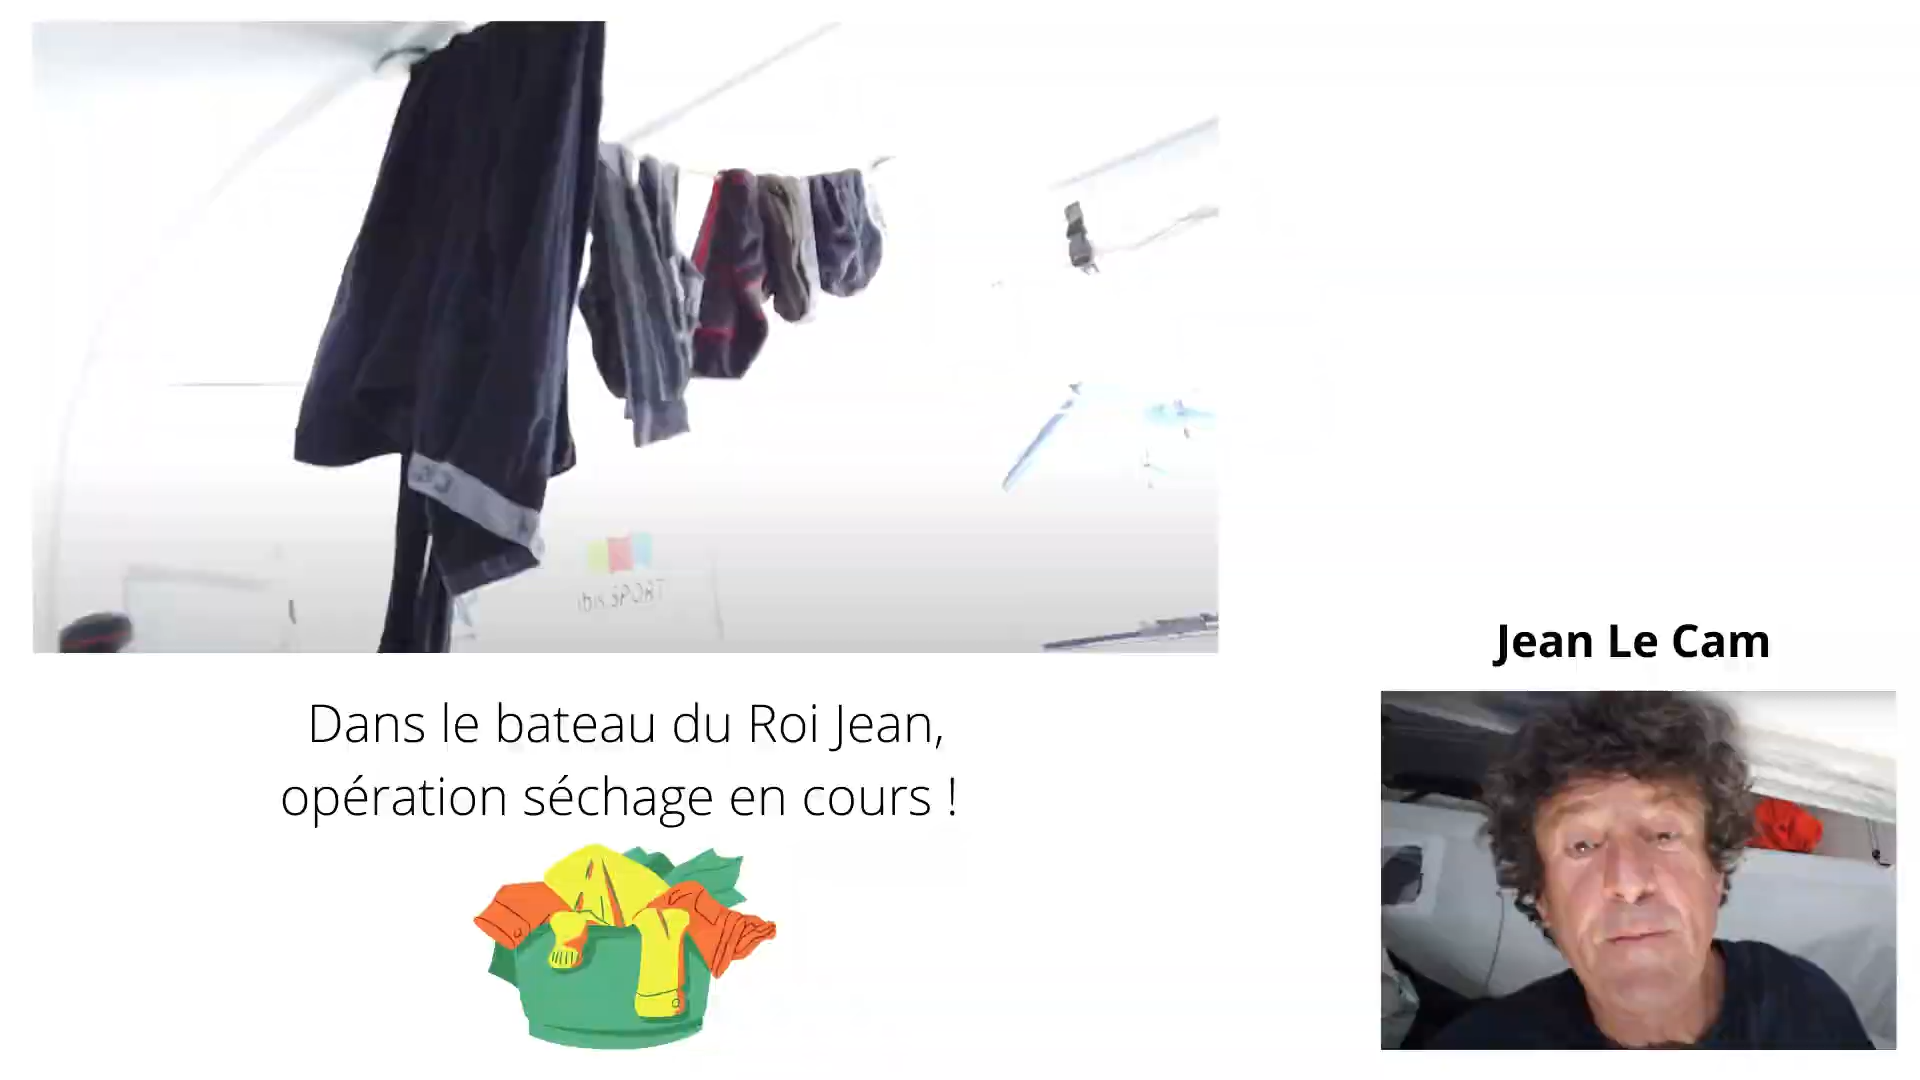 ibis SPORT
Jean Le Cam
Dans le bateau du Roi Jean,
opération séchage en cours !